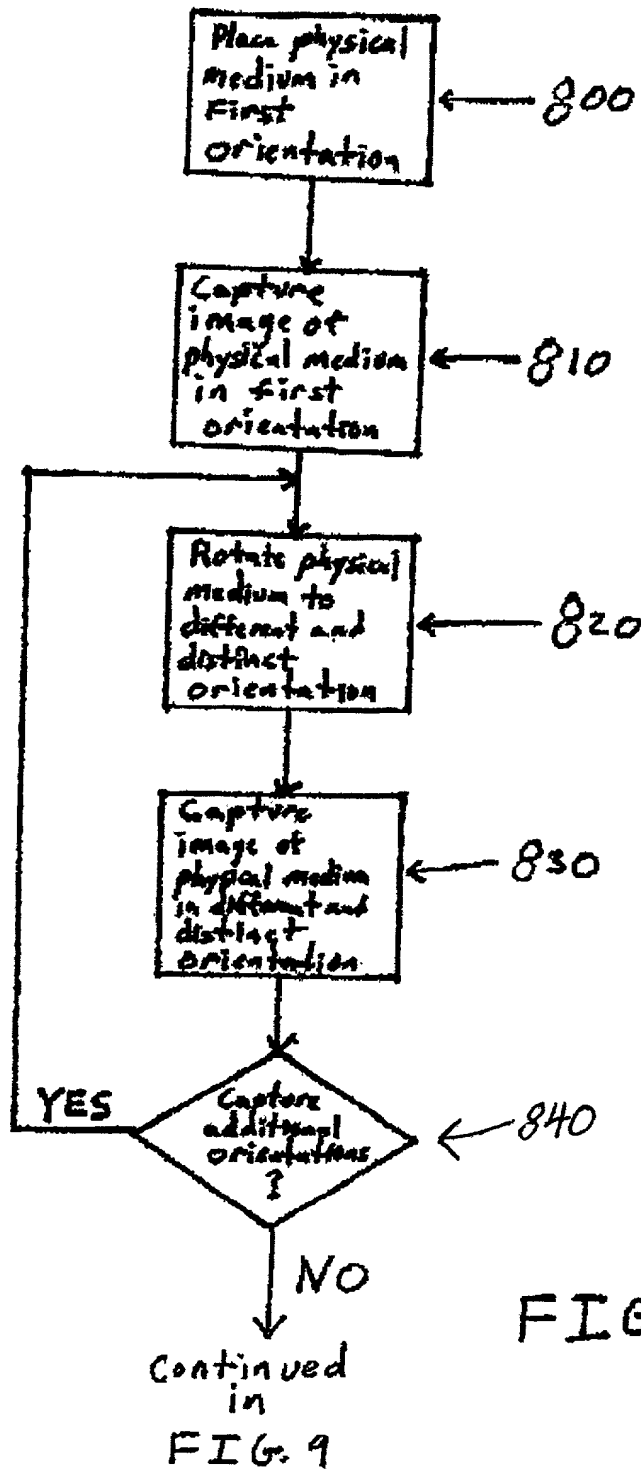 Place physical
medium in
First
orientation
800
Capture
image of
physical medium
in first
orientation
810
Rotate physical
medium to
different and
distinct
orientation
820
Capture
image of
physical medium
in different and
distinct
orientation
830
YES
Capture
additional
orientations
?
840
NO
Continued
in
FIG. 9
FIG